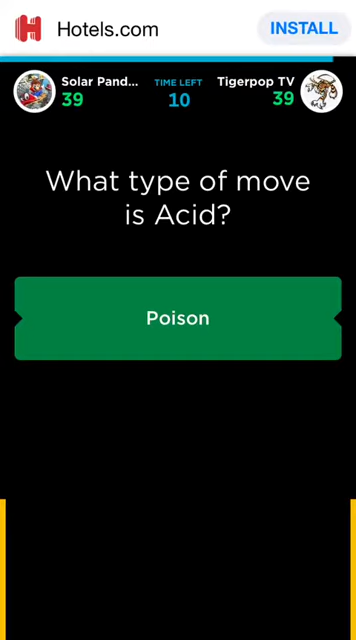 Hotels.com
INSTALL
Solar Pand... TIME LEFT Tigerpop TV
39 10 39
What type of move
is Acid?
Poison